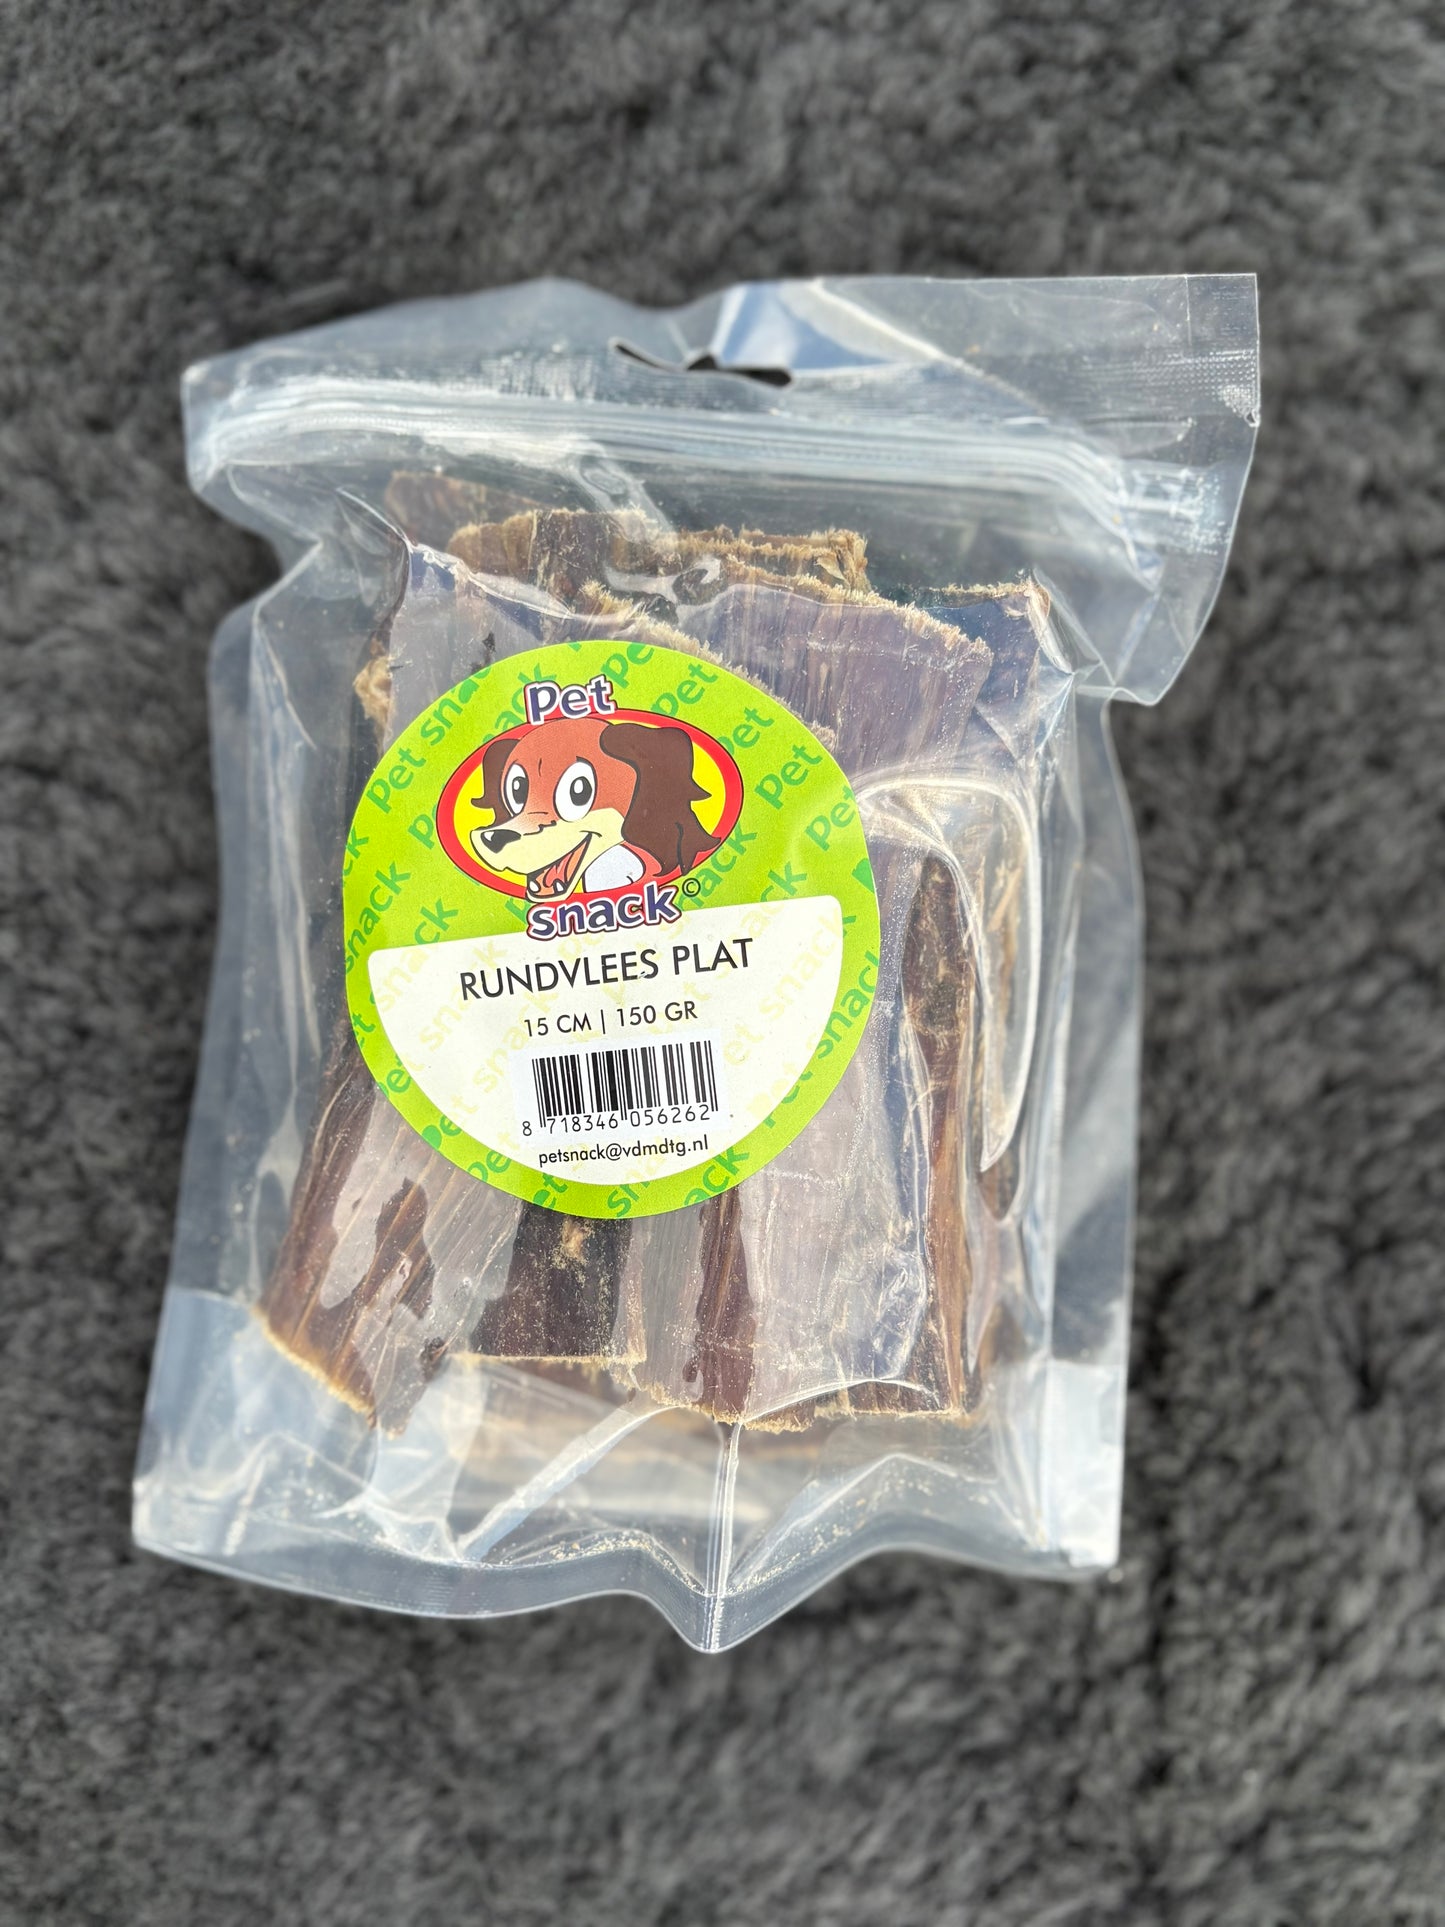 Pet
snack©
RUNDVLEES PLAT
15 CM | 150 GR
8 718346 056262
petsnack@vdmdtg.nl